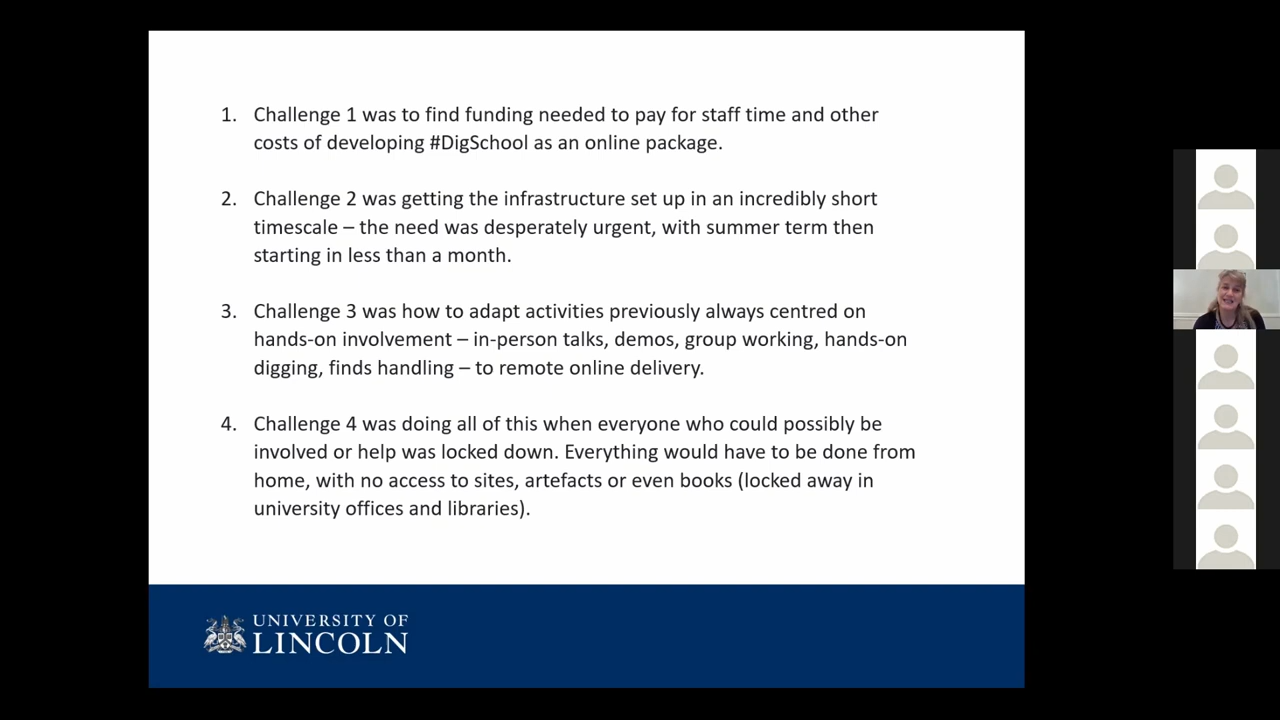 1. Challenge 1 was to find funding needed to pay for staff time and other
costs of developing #DigSchool as an online package.
2. Challenge 2 was getting the infrastructure set up in an incredibly short
timescale – the need was desperately urgent, with summer term then
starting in less than a month.
3. Challenge 3 was how to adapt activities previously always centred on
hands-on involvement – in-person talks, demos, group working, hands-on
digging, finds handling – to remote online delivery.
4. Challenge 4 was doing all of this when everyone who could possibly be
involved or help was locked down. Everything would have to be done from
home, with no access to sites, artefacts or even books (locked away in
university offices and libraries).
UNIVERSITY OF
LINCOLN